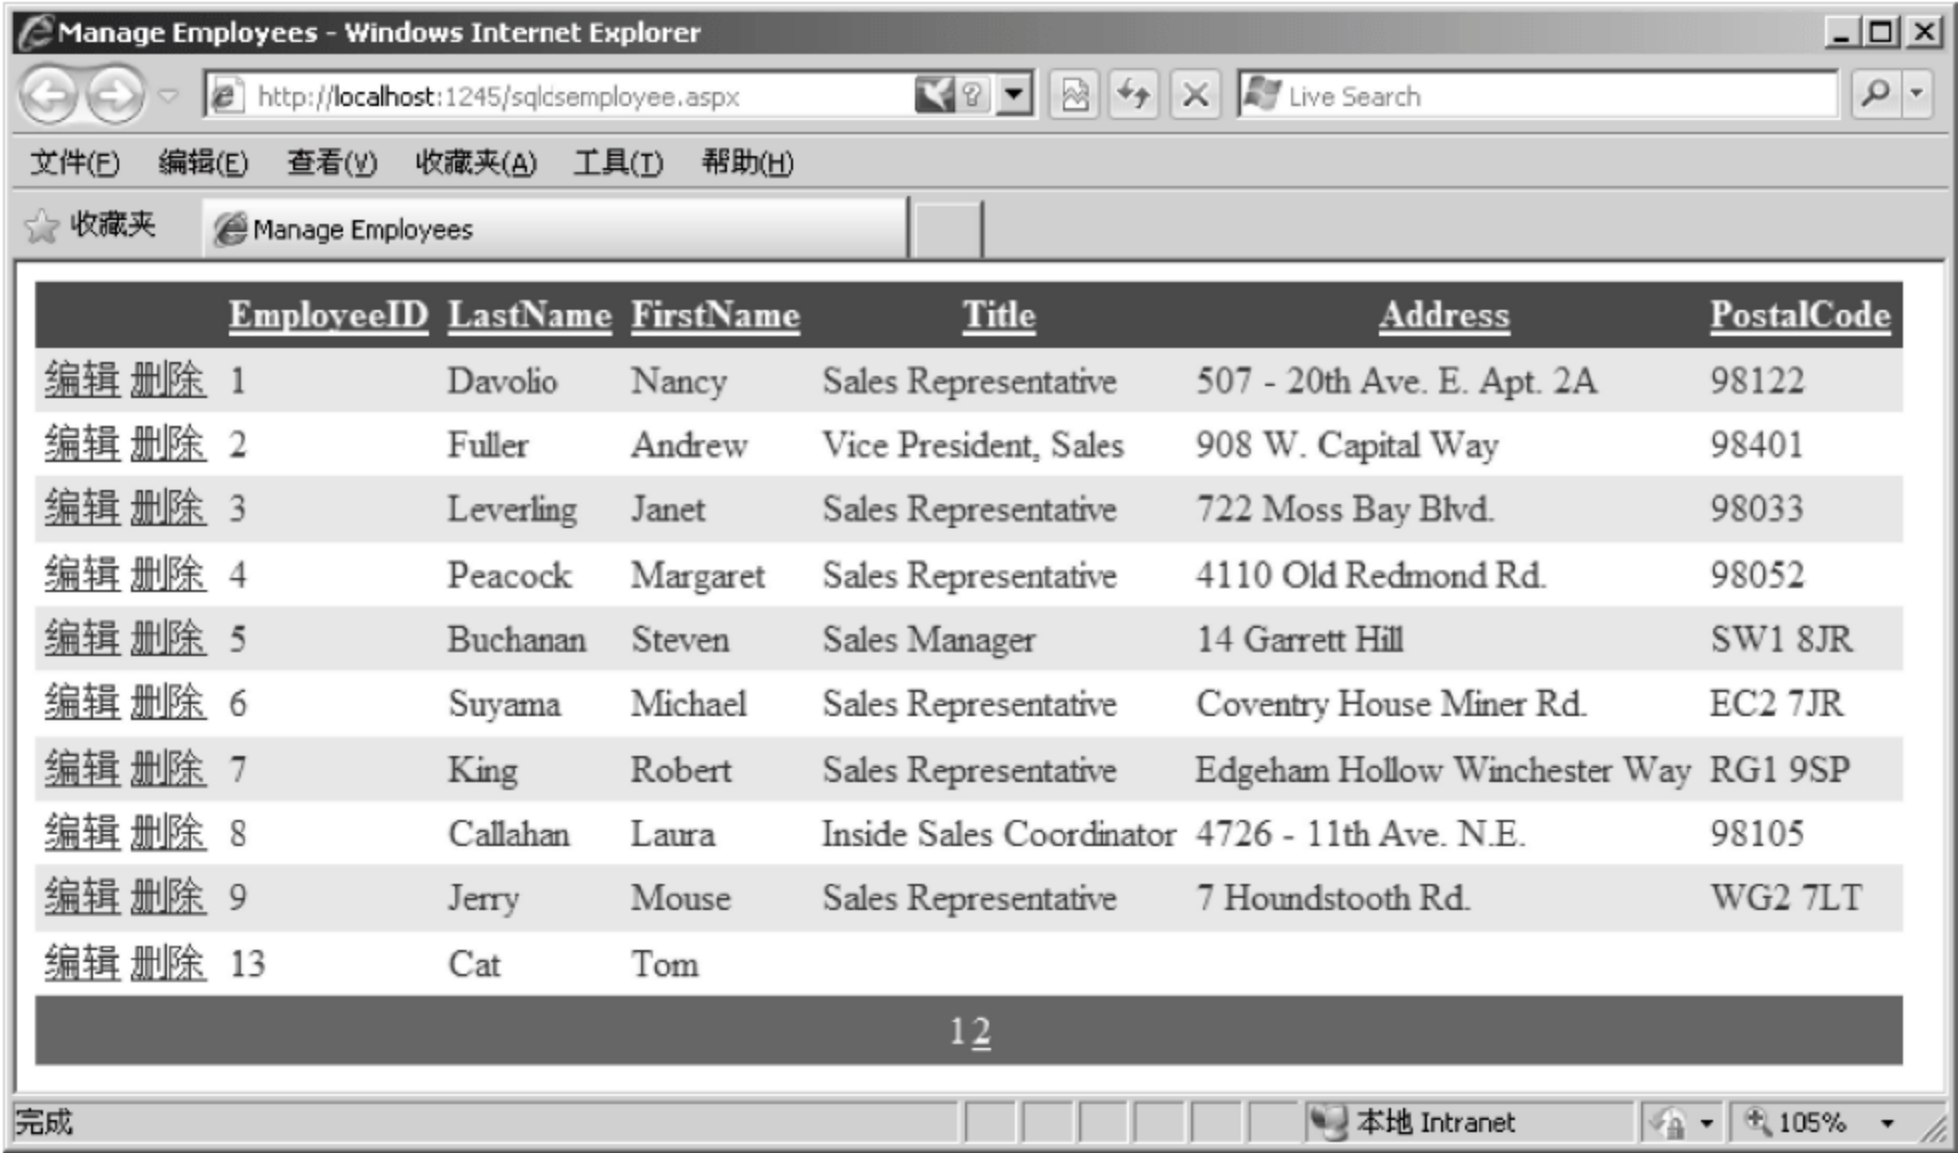 Manage Employees - Windows Internet Explorer
http://localhost:1245/sqldsemployee.aspx Live Search
文件(F) 编辑(E) 查看(V) 收藏夹(A) 工具(T) 帮助(H)
收藏夹 Manage Employees
EmployeeID LastName FirstName Title Address PostalCode
编辑 删除 1 Davolio Nancy Sales Representative 507 - 20th Ave. E. Apt. 2A 98122
编辑 删除 2 Fuller Andrew Vice President, Sales 908 W. Capital Way 98401
编辑 删除 3 Leverling Janet Sales Representative 722 Moss Bay Blvd. 98033
编辑 删除 4 Peacock Margaret Sales Representative 4110 Old Redmond Rd. 98052
编辑 删除 5 Buchanan Steven Sales Manager 14 Garrett Hill SW1 8JR
编辑 删除 6 Suyama Michael Sales Representative Coventry House Miner Rd. EC2 7JR
编辑 删除 7 King Robert Sales Representative Edgeham Hollow Winchester Way RG1 9SP
编辑 删除 8 Callahan Laura Inside Sales Coordinator 4726 - 11th Ave. N.E. 98105
编辑 删除 9 Jerry Mouse Sales Representative 7 Houndstooth Rd. WG2 7LT
编辑 删除 13 Cat Tom
1 2
完成 本地 Intranet 105%